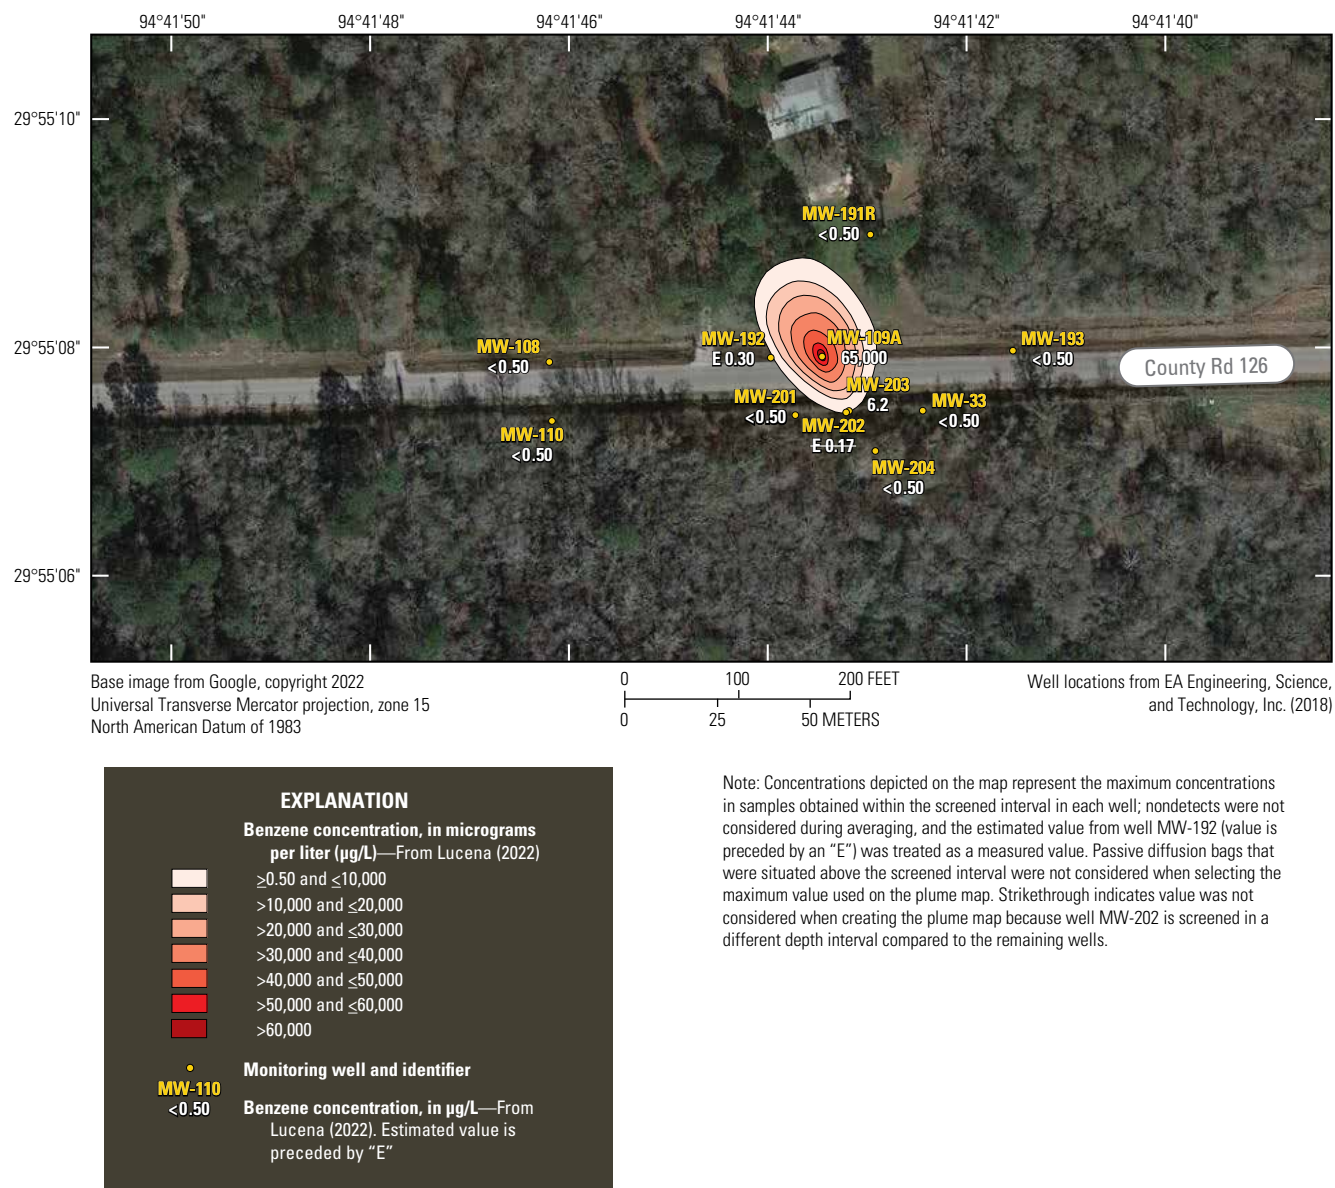 94°41'50" 94°41'48" 94°41'46" 94°41'44" 94°41'42" 94°41'40"
29°55'10"
29°55'08"
29°55'06"
MW-191R
<0.50
MW-192
E 0.30
MW-109A
65,000
MW-193
<0.50
MW-108
<0.50
County Rd 126
MW-203
6.2
MW-201
<0.50
MW-33
<0.50
MW-202
E 0.17
MW-110
<0.50
MW-204
<0.50
Base image from Google, copyright 2022
Universal Transverse Mercator projection, zone 15
North American Datum of 1983
0 100 200 FEET
0 25 50 METERS
Well locations from EA Engineering, Science,
and Technology, Inc. (2018)
EXPLANATION
Benzene concentration, in micrograms
per liter (µg/L)—From Lucena (2022)
≥0.50 and ≤10,000
>10,000 and ≤20,000
>20,000 and ≤30,000
>30,000 and ≤40,000
>40,000 and ≤50,000
>50,000 and ≤60,000
>60,000
Monitoring well and identifier
MW-110
<0.50
Benzene concentration, in µg/L—From
Lucena (2022). Estimated value is
preceded by “E”
Note: Concentrations depicted on the map represent the maximum concentrations
in samples obtained within the screened interval in each well; nondetects were not
considered during averaging, and the estimated value from well MW-192 (value is
preceded by an “E”) was treated as a measured value. Passive diffusion bags that
were situated above the screened interval were not considered when selecting the
maximum value used on the plume map. Strikethrough indicates value was not
considered when creating the plume map because well MW-202 is screened in a
different depth interval compared to the remaining wells.